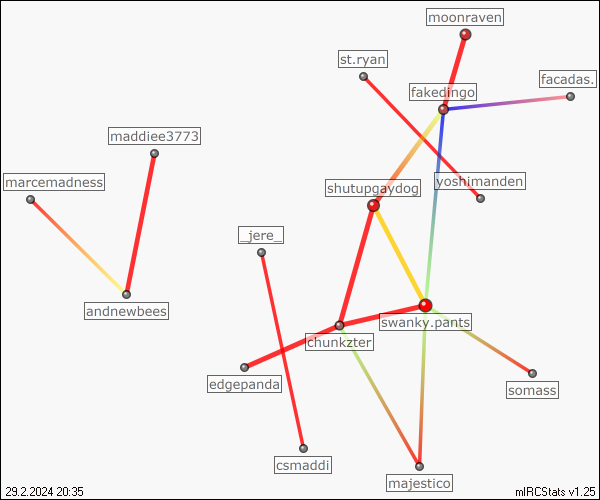 moonraven
st.ryan
facadas.
fakedingo
maddiee3773
marcemadness
yoshimanden
shutupgaydog
_jere_
andnewbees
swanky.pants
chunkzter
edgepanda
somass
csmaddi
majestico
29.2.2024 20:35
mIRCStats v1.25